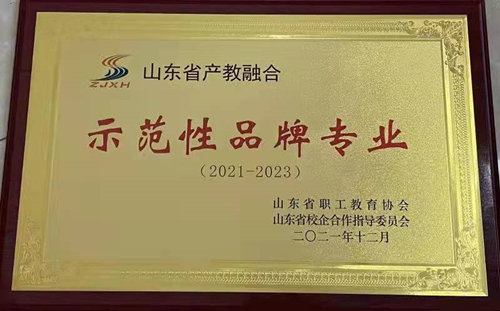 ZJXH
山东省产教融合
示范性品牌专业
(2021-2023)
山东省职工教育协会
山东省校企合作指导委员会
二〇二一年十二月